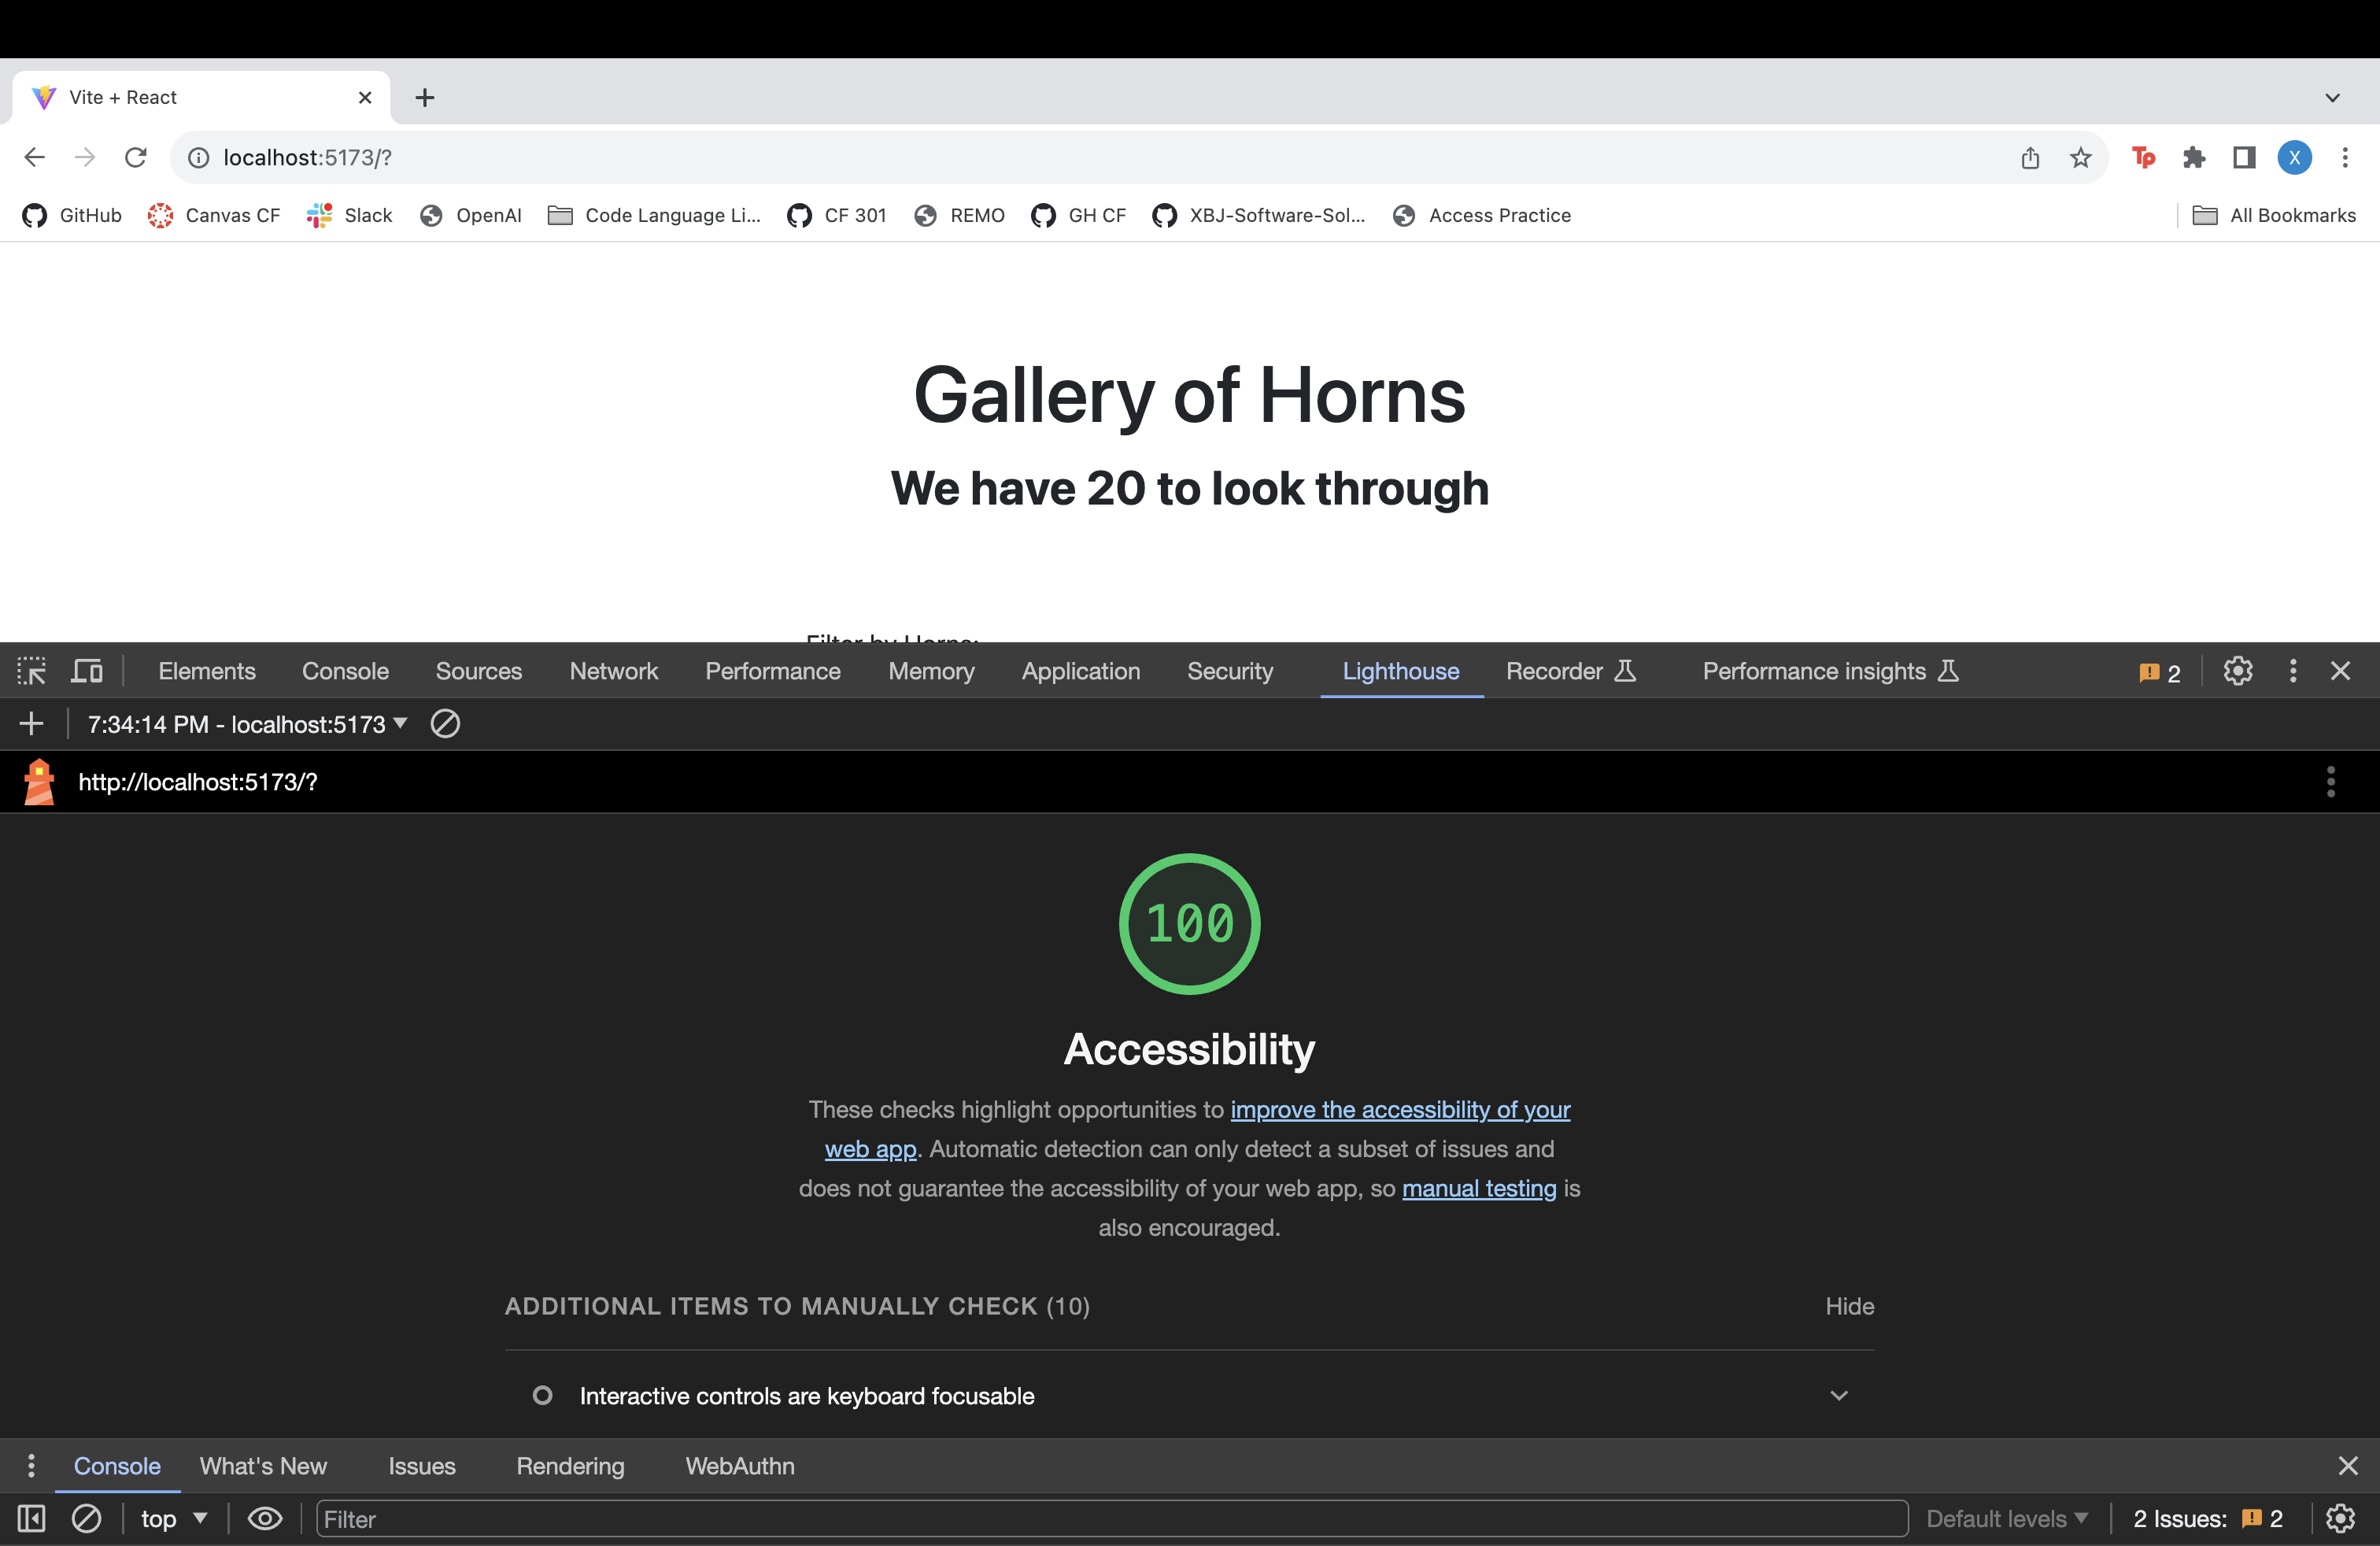 Vite + React
localhost:5173/?
Tp
X
GitHub Canvas CF Slack OpenAI Code Language Li... CF 301 REMO GH CF XBJ-Software-Sol... Access Practice All Bookmarks
Gallery of Horns
We have 20 to look through
Filter by Horns:
Elements Console Sources Network Performance Memory Application Security Lighthouse Recorder Performance insights 2
7:34:14 PM - localhost:5173
http://localhost:5173/?
100
Accessibility
These checks highlight opportunities to improve the accessibility of your
web app. Automatic detection can only detect a subset of issues and
does not guarantee the accessibility of your web app, so manual testing is
also encouraged.
ADDITIONAL ITEMS TO MANUALLY CHECK (10) Hide
Interactive controls are keyboard focusable
Console What's New Issues Rendering WebAuthn
top Filter Default levels 2 Issues: 2